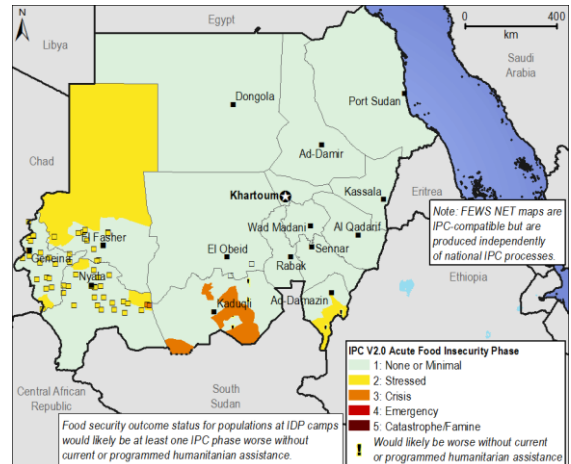 Egypt
0
400
km
N
Libya
Saudi
Arabia
Dongola
Port Sudan
Chad
Ad-Damir
Khartoum
Kassala
Eritrea
Note: FEWS NET maps are
IPC-compatible but are
produced independently
of national IPC processes.
Wad Madani
Al Qadarif
El Fasher
Geneina
El Obeid
Sennar
Rabak
Nyala
Kaduqli
Ad-Damazin
Ethiopia
Central African
Republic
South
Sudan
Food security outcome status for populations at IDP camps
would likely be at least one IPC phase worse without
current or programmed humanitarian assistance.
IPC V2.0 Acute Food Insecurity Phase
1: None or Minimal
2: Stressed
3: Crisis
4: Emergency
5: Catastrophe/Famine
! Would likely be worse without current
or programmed humanitarian assistance